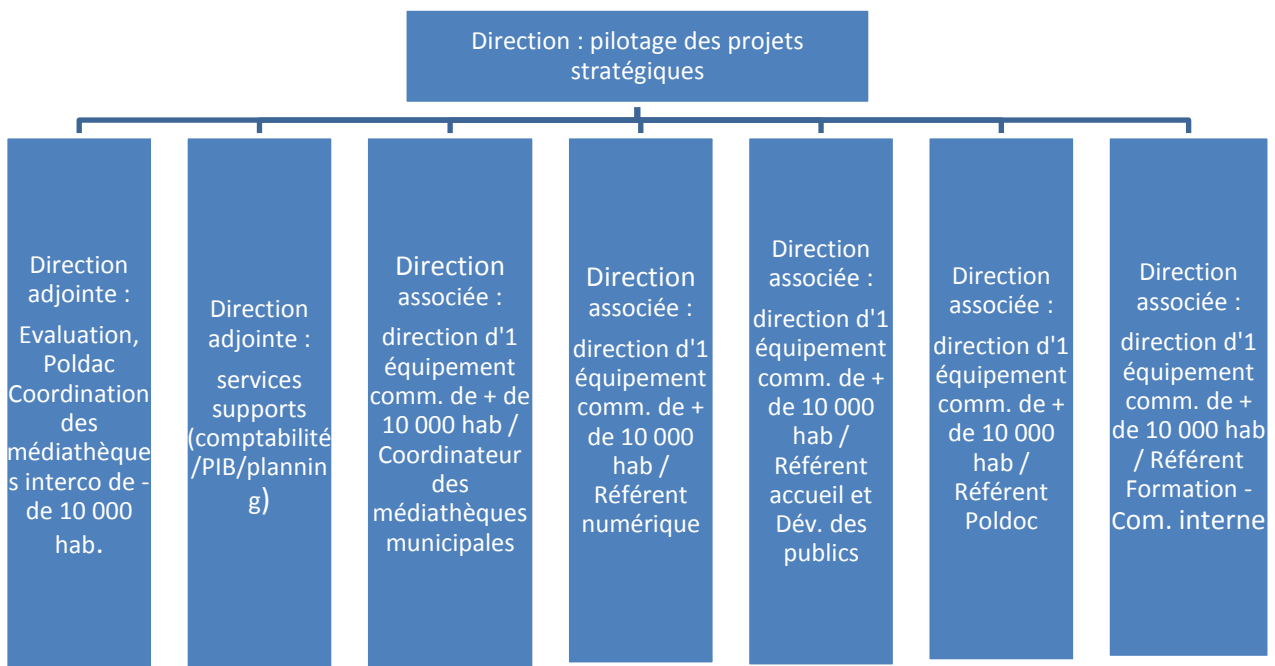 Direction : pilotage des projets
stratégiques
Direction
adjointe :
Evaluation,
Poldac
Coordination
des
médiathèque
s interco de -
de 10 000
hab.
Direction
adjointe :
services
supports
(comptabilité
/PIB/plannin
g)
Direction
associée :
direction d'1
équipement
comm. de + de
10 000 hab /
Coordinateur
des
médiathèques
municipales
Direction
associée :
direction d'1
équipement
comm. de +
de 10 000
hab /
Référent
numérique
Direction
associée :
direction d'1
équipement
comm. de +
de 10 000
hab /
Référent
accueil et
Dév. des
publics
Direction
associée :
direction d'1
équipement
comm. de +
de 10 000
hab /
Référent
Poldoc
Direction
associée :
direction d'1
équipement
comm. de +
de 10 000 hab
/ Référent
Formation -
Com. interne